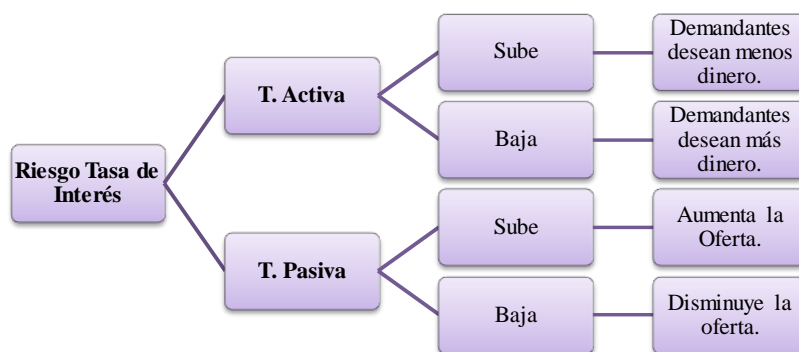 Riesgo Tasa de
Interés
T. Activa
Sube
Demandantes
desean menos
dinero.
Baja
Demandantes
desean más
dinero.
T. Pasiva
Sube
Aumenta la
Oferta.
Baja
Disminuye la
oferta.